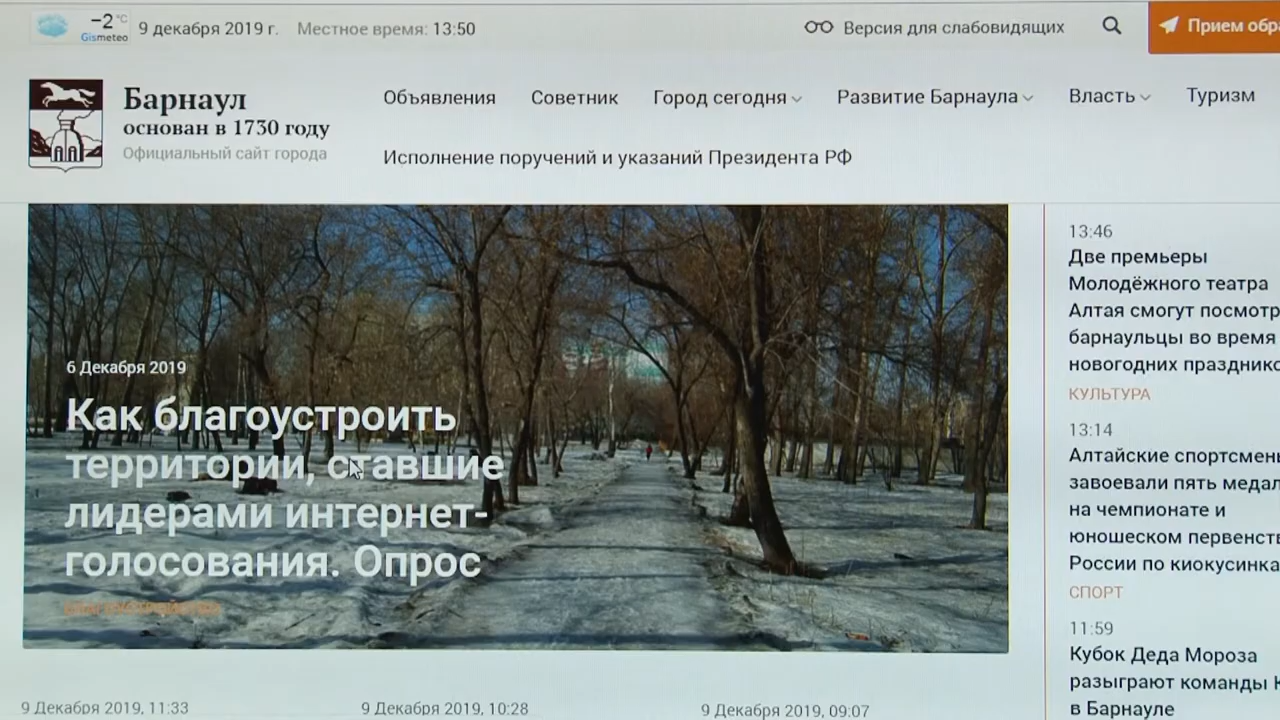 −2 °C
Gismeteo
9 декабря 2019 г. Местное время: 13:50
Версия для слабовидящих
Прием обра
Барнаул
основан в 1730 году
Официальный сайт города
Объявления Советник Город сегодня Развитие Барнаула Власть Туризм
Исполнение поручений и указаний Президента РФ
6 Декабря 2019
Как благоустроить
территории, ставшие
лидерами интернет-
голосования. Опрос
13:46
Две премьеры
Молодёжного театра
Алтая смогут посмотр
барнаульцы во время
новогодних праздников
КУЛЬТУРА
13:14
Алтайские спортсмены
завоевали пять медал
на чемпионате и
юношеском первенств
России по киокусинка
СПОРТ
11:59
Кубок Деда Мороза
разыграют команды К
в Барнауле
9 Декабря 2019, 11:33
9 Декабря 2019, 10:28
9 Декабря 2019, 09:07